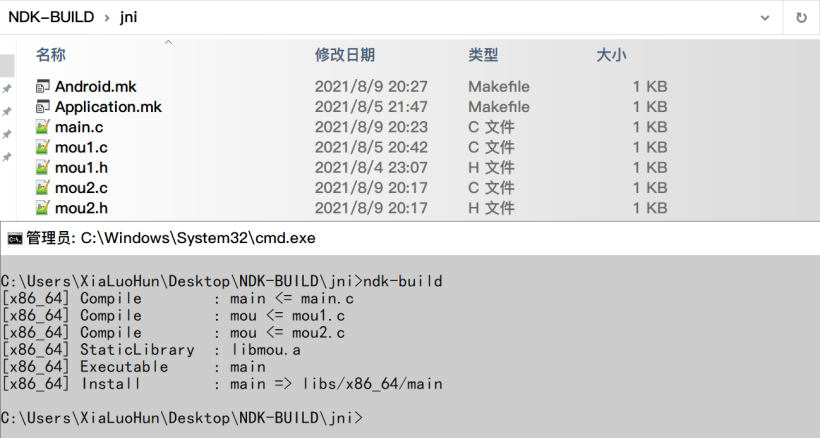 NDK-BUILD › jni
名称 修改日期 类型 大小
Android.mk 2021/8/9 20:27 Makefile 1 KB
Application.mk 2021/8/5 21:47 Makefile 1 KB
main.c 2021/8/9 20:23 C 文件 1 KB
mou1.c 2021/8/5 20:42 C 文件 1 KB
mou1.h 2021/8/4 23:07 H 文件 1 KB
mou2.c 2021/8/9 20:17 C 文件 1 KB
mou2.h 2021/8/9 20:17 H 文件 1 KB
管理员: C:\Windows\System32\cmd.exe
C:\Users\XiaLuoHun\Desktop\NDK-BUILD\jni>ndk-build
[x86_64] Compile : main <= main.c
[x86_64] Compile : mou <= mou1.c
[x86_64] Compile : mou <= mou2.c
[x86_64] StaticLibrary : libmou.a
[x86_64] Executable : main
[x86_64] Install : main => libs/x86_64/main
C:\Users\XiaLuoHun\Desktop\NDK-BUILD\jni>